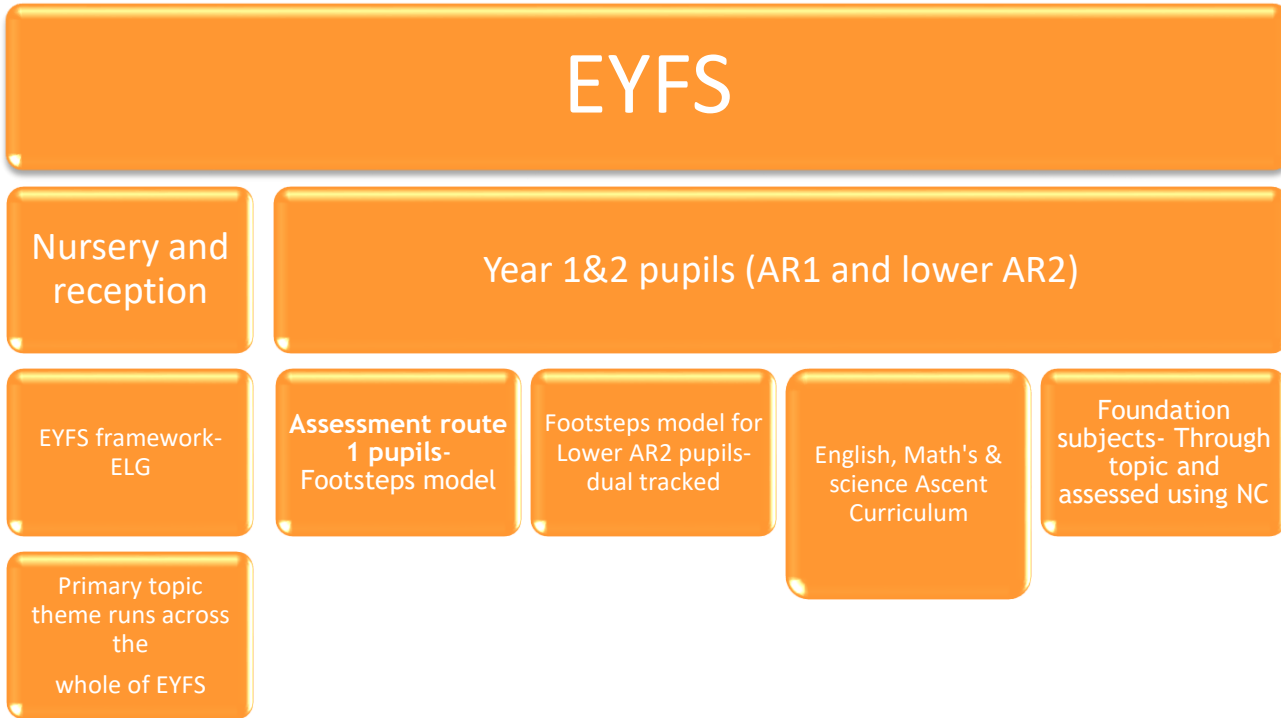 EYFS
Nursery and
reception
Year 1&2 pupils (AR1 and lower AR2)
EYFS framework-
ELG
Assessment route
1 pupils-
Footsteps model
Footsteps model for
Lower AR2 pupils-
dual tracked
English, Math's &
science Ascent
Curriculum
Foundation
subjects- Through
topic and
assessed using NC
Primary topic
theme runs across
the
whole of EYFS